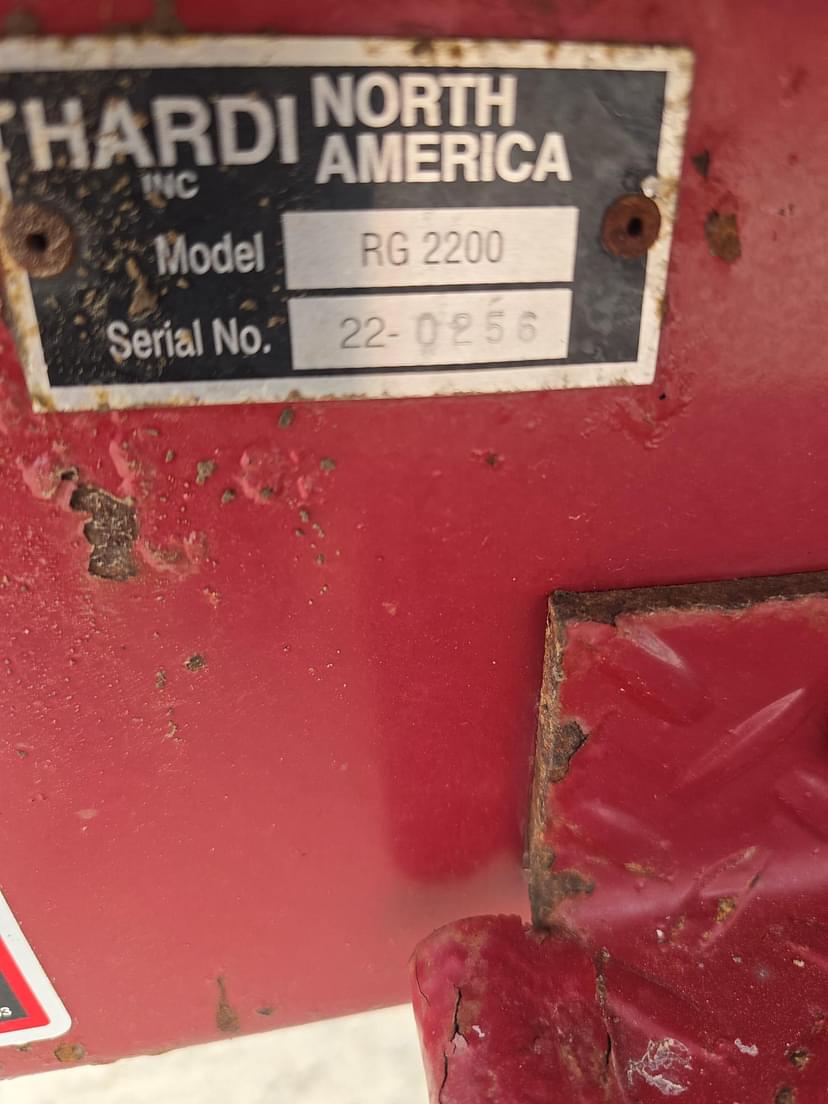 HARDI NORTH AMERICA
INC
Model RG 2200
Serial No. 22-0256